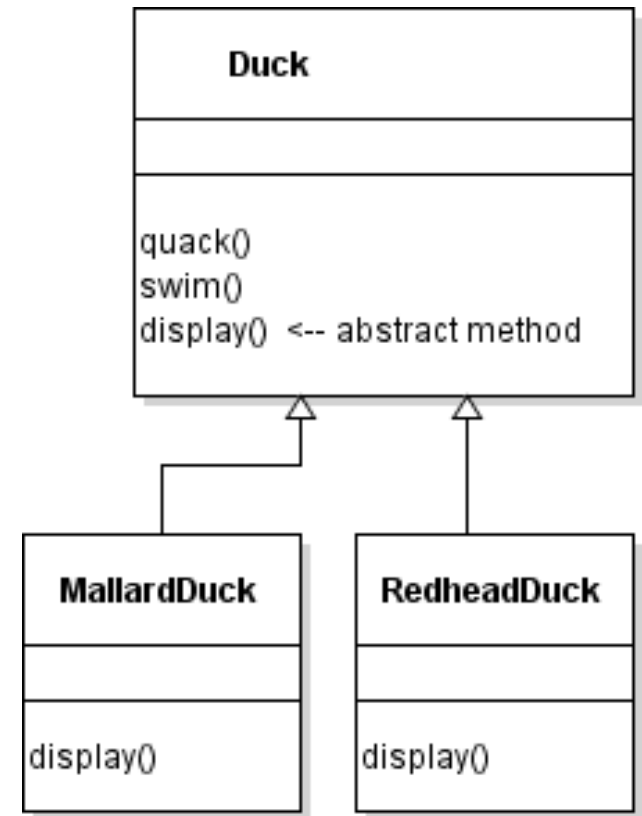 Duck
quack()
swim()
display() <-- abstract method
MallardDuck
RedheadDuck
display()
display()